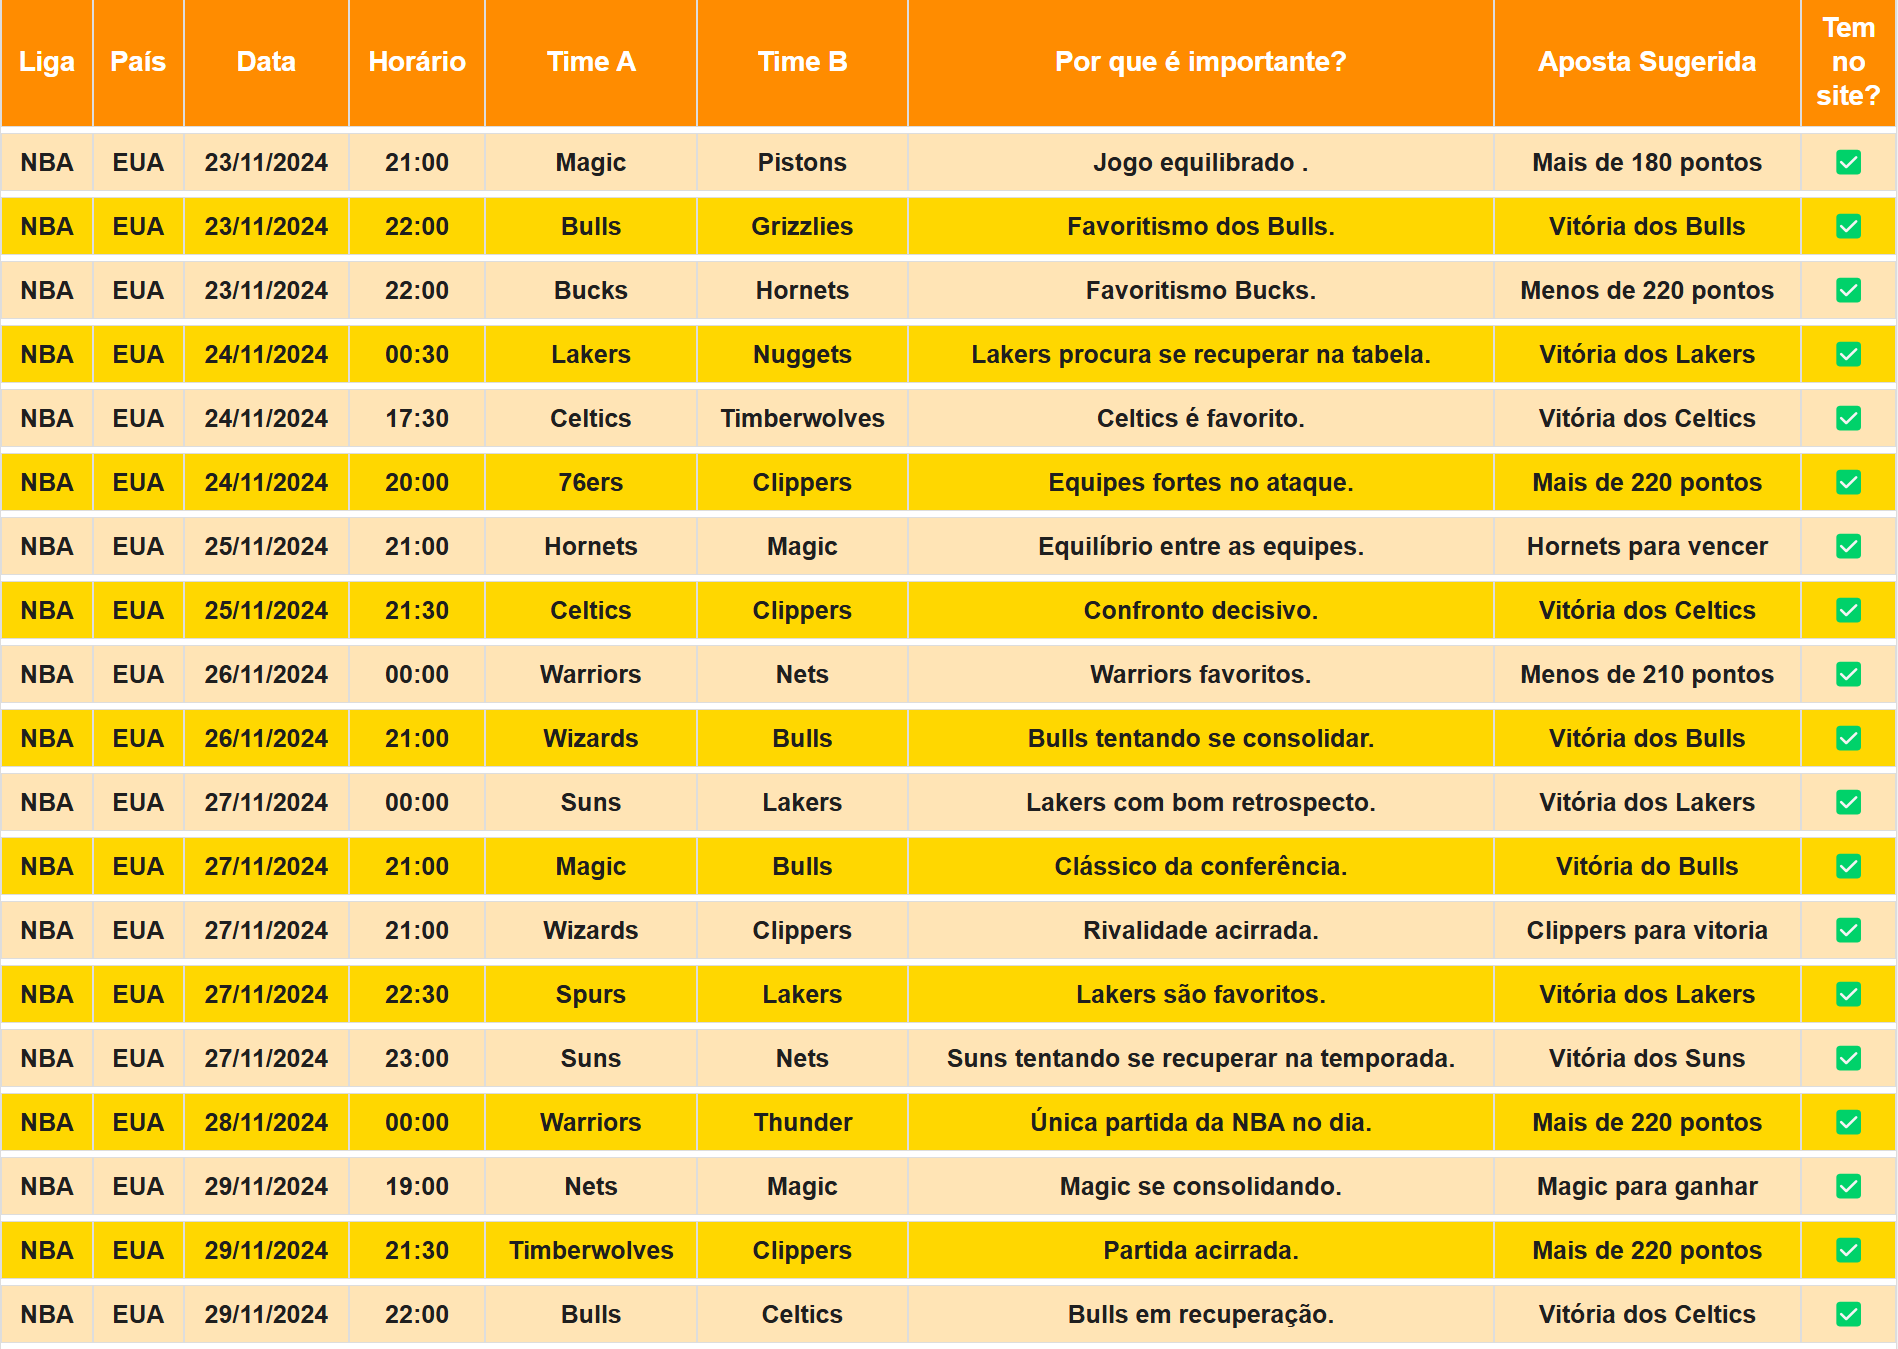 Liga País Data Horário Time A Time B Por que é importante? Aposta Sugerida Tem no site?
NBA EUA 23/11/2024 21:00 Magic Pistons Jogo equilibrado . Mais de 180 pontos
NBA EUA 23/11/2024 22:00 Bulls Grizzlies Favoritismo dos Bulls. Vitória dos Bulls
NBA EUA 23/11/2024 22:00 Bucks Hornets Favoritismo Bucks. Menos de 220 pontos
NBA EUA 24/11/2024 00:30 Lakers Nuggets Lakers procura se recuperar na tabela. Vitória dos Lakers
NBA EUA 24/11/2024 17:30 Celtics Timberwolves Celtics é favorito. Vitória dos Celtics
NBA EUA 24/11/2024 20:00 76ers Clippers Equipes fortes no ataque. Mais de 220 pontos
NBA EUA 25/11/2024 21:00 Hornets Magic Equilíbrio entre as equipes. Hornets para vencer
NBA EUA 25/11/2024 21:30 Celtics Clippers Confronto decisivo. Vitória dos Celtics
NBA EUA 26/11/2024 00:00 Warriors Nets Warriors favoritos. Menos de 210 pontos
NBA EUA 26/11/2024 21:00 Wizards Bulls Bulls tentando se consolidar. Vitória dos Bulls
NBA EUA 27/11/2024 00:00 Suns Lakers Lakers com bom retrospecto. Vitória dos Lakers
NBA EUA 27/11/2024 21:00 Magic Bulls Clássico da conferência. Vitória do Bulls
NBA EUA 27/11/2024 21:00 Wizards Clippers Rivalidade acirrada. Clippers para vitoria
NBA EUA 27/11/2024 22:30 Spurs Lakers Lakers são favoritos. Vitória dos Lakers
NBA EUA 27/11/2024 23:00 Suns Nets Suns tentando se recuperar na temporada. Vitória dos Suns
NBA EUA 28/11/2024 00:00 Warriors Thunder Única partida da NBA no dia. Mais de 220 pontos
NBA EUA 29/11/2024 19:00 Nets Magic Magic se consolidando. Magic para ganhar
NBA EUA 29/11/2024 21:30 Timberwolves Clippers Partida acirrada. Mais de 220 pontos
NBA EUA 29/11/2024 22:00 Bulls Celtics Bulls em recuperação. Vitória dos Celtics